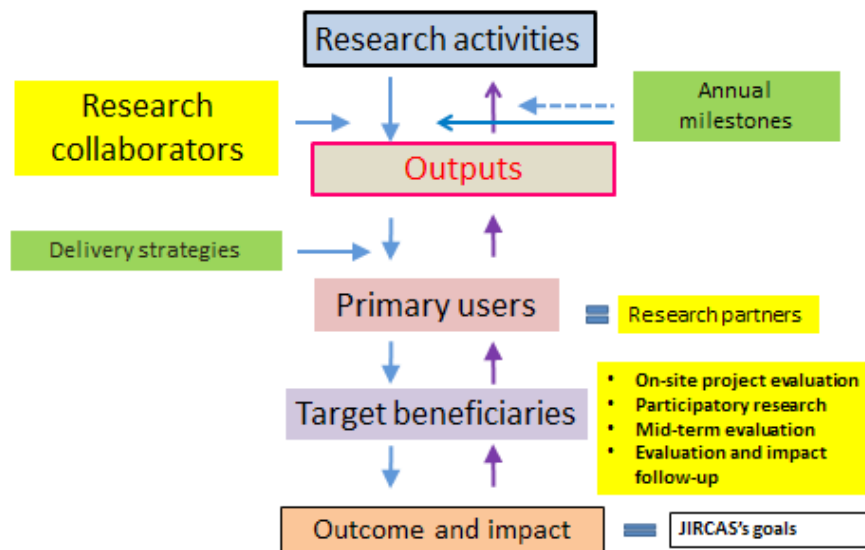 Research activities
Research
collaborators
Annual
milestones
Outputs
Delivery strategies
Primary users
Research partners
Target beneficiaries
• On-site project evaluation
• Participatory research
• Mid-term evaluation
• Evaluation and impact
follow-up
Outcome and impact
JIRCAS's goals